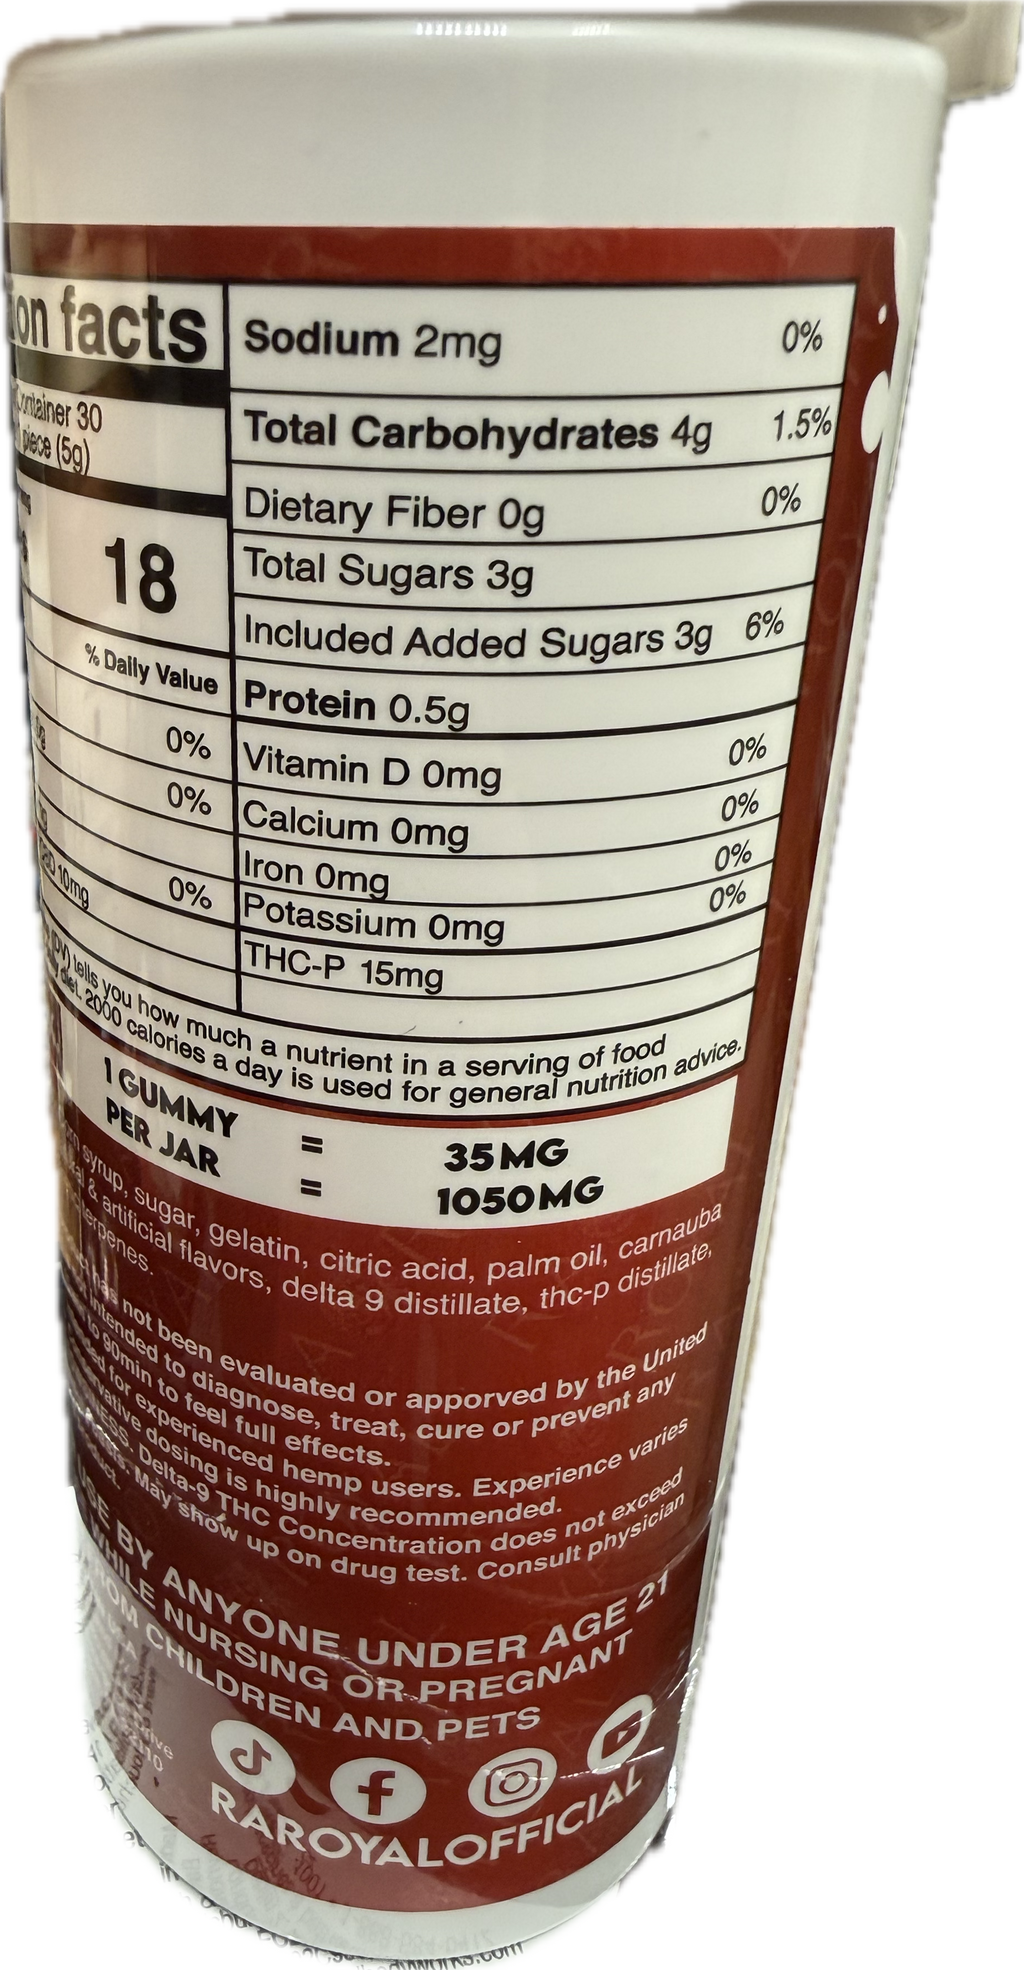 on facts
Container 30
piece (5g)
18
% Daily Value
0%
0%
10mg 0%
Sodium 2mg 0%
Total Carbohydrates 4g 1.5%
Dietary Fiber 0g 0%
Total Sugars 3g
Included Added Sugars 3g 6%
Protein 0.5g
Vitamin D 0mg 0%
Calcium 0mg 0%
Iron 0mg 0%
Potassium 0mg 0%
THC-P 15mg
(DV) tells you how much a nutrient in a serving of food
diet. 2000 calories a day is used for general nutrition advice.
1 GUMMY = 35MG
PER JAR = 1050MG
syrup, sugar, gelatin, citric acid, palm oil, carnauba
& artificial flavors, delta 9 distillate, thc-p distillate,
terpenes.
has not been evaluated or apporved by the United
intended to diagnose, treat, cure or prevent any
to 90min to feel full effects.
for experienced hemp users. Experience varies
dosing is highly recommended.
Delta-9 THC Concentration does not exceed
May show up on drug test. Consult physician
BY ANYONE UNDER AGE 21
WHILE NURSING OR PREGNANT
CHILDREN AND PETS
RAROYALOFFICIAL